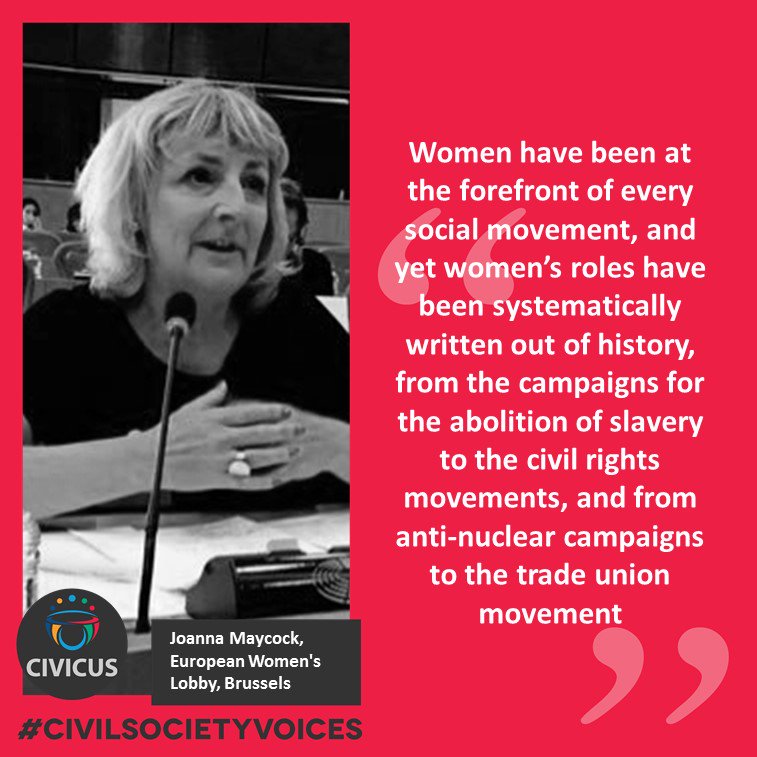 Women have been at
the forefront of every
social movement, and
yet women’s roles have
been systematically
written out of history,
from the campaigns for
the abolition of slavery
to the civil rights
movements, and from
anti-nuclear campaigns
to the trade union
movement
CIVICUS
Joanna Maycock,
European Women's
Lobby, Brussels
#CIVILSOCIETYVOICES